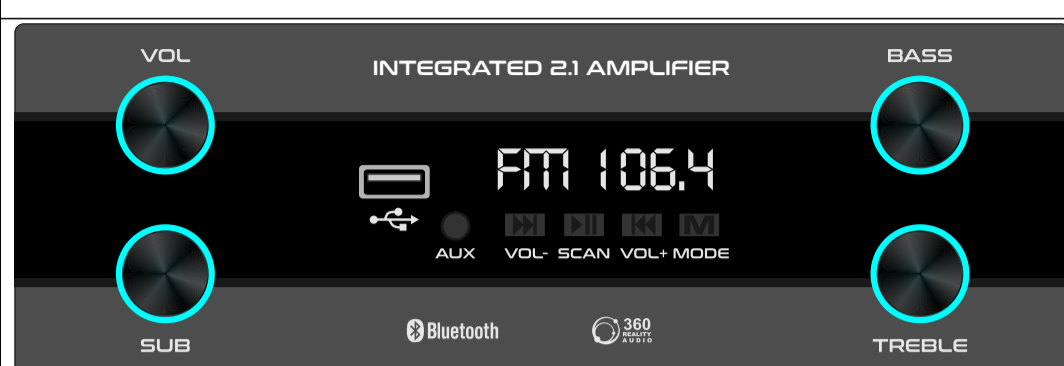 VOL
INTEGRATED 2.1 AMPLIFIER
BASS
FM 106.4
M
AUX VOL- SCAN VOL+ MODE
Bluetooth
360
REALITY
AUDIO
SUB
TREBLE